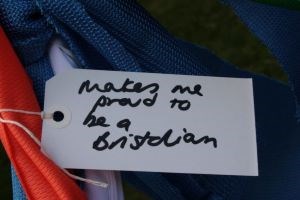 Makes me
proud to
be a
Bristolian